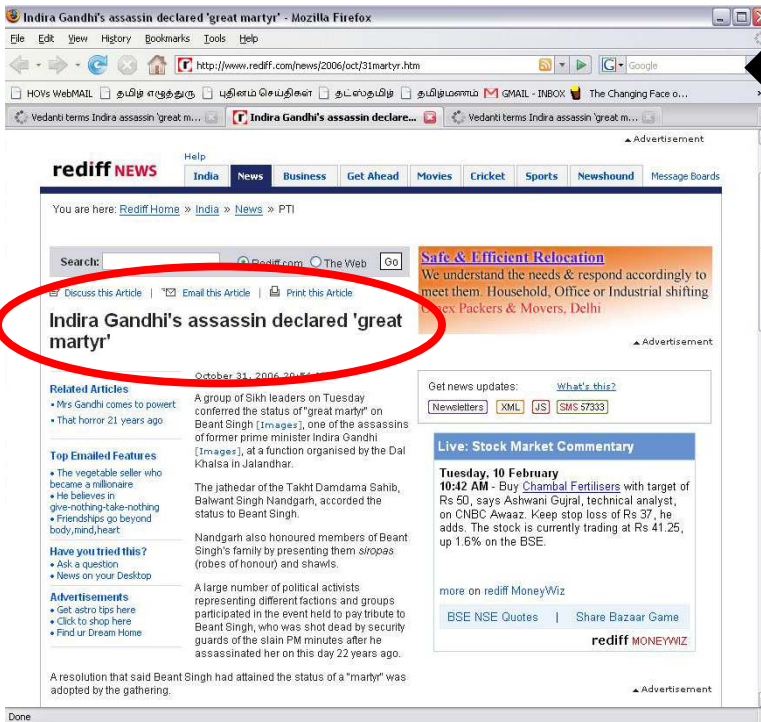 Indira Gandhi's assassin declared 'great martyr' - Mozilla Firefox
File Edit View History Bookmarks Tools Help
http://www.rediff.com/news/2006/oct/31martyr.htm
Google
HOVs WebMAIL தமிழ் எழுத்துரு புதினம் செய்திகள் தட்ஸ்தமிழ் தமிழ்மணம் GMAIL - INBOX The Changing Face o...
Vedanti terms Indira assassin 'great m...
Indira Gandhi's assassin declare...
Vedanti terms Indira assassin 'great m...
Advertisement
rediff NEWS
Help
India News Business Get Ahead Movies Cricket Sports Newshound Message Boards
You are here: Rediff Home » India » News » PTI
Search: Rediff.com The Web Go
Discuss this Article | Email this Article | Print this Article
Indira Gandhi's assassin declared 'great
martyr'
Safe & Efficient Relocation
We understand the needs & respond accordingly to
meet them. Household, Office or Industrial shifting
Packers & Movers, Delhi
Advertisement
Related Articles
• Mrs Gandhi comes to powert
• That horror 21 years ago
Top Emailed Features
• The vegetable seller who
became a millionaire
• He believes in
give-nothing-take-nothing
• Friendships go beyond
body,mind,heart
Have you tried this?
• Ask a question
• News on your Desktop
Advertisements
• Get astro tips here
• Click to shop here
• Find ur Dream Home
October 31, 2006
A group of Sikh leaders on Tuesday
conferred the status of "great martyr" on
Beant Singh [Images], one of the assassins
of former prime minister Indira Gandhi
[Images], at a function organised by the Dal
Khalsa in Jalandhar.
The jathedar of the Takht Damdama Sahib,
Balwant Singh Nandgarh, accorded the
status to Beant Singh.
Nandgarh also honoured members of Beant
Singh's family by presenting them siropas
(robes of honour) and shawls.
A large number of political activists
representing different factions and groups
participated in the event held to pay tribute to
Beant Singh, who was shot dead by security
guards of the slain PM minutes after he
assassinated her on this day 22 years ago.
A resolution that said Beant Singh had attained the status of a "martyr" was
adopted by the gathering.
Get news updates: What's this?
Newsletters XML JS SMS 57333
Live: Stock Market Commentary
Tuesday, 10 February
10:42 AM - Buy Chambal Fertilisers with target of
Rs 50, says Ashwani Gujral, technical analyst,
on CNBC Awaaz. Keep stop loss of Rs 37, he
adds. The stock is currently trading at Rs 41.25,
up 1.6% on the BSE.
more on rediff MoneyWiz
BSE NSE Quotes | Share Bazaar Game
rediff MONEYWIZ
Advertisement
Done